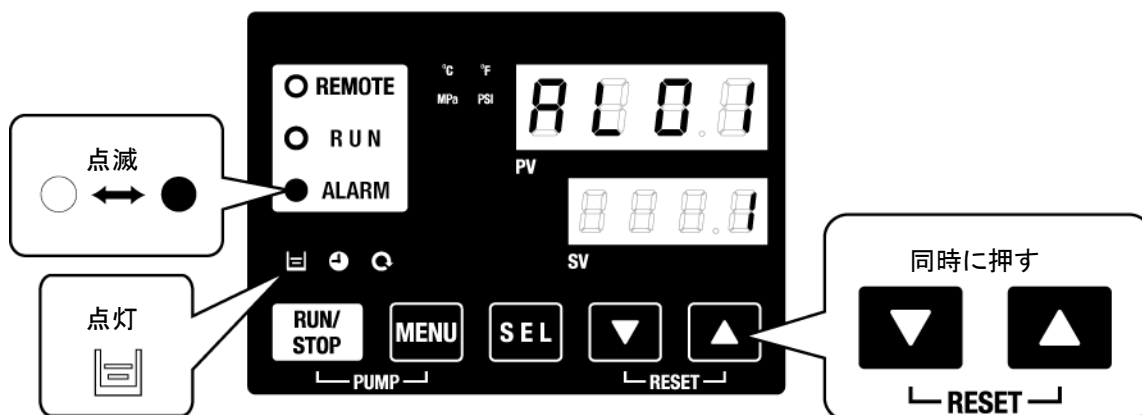 REMOTE
RUN
ALARM
°C °F
MPa PSI
AL01
PV
1
SV
点滅
点灯
RUN/
STOP
MENU
SEL
▼
▲
PUMP
RESET
同時に押す
▼ ▲
RESET